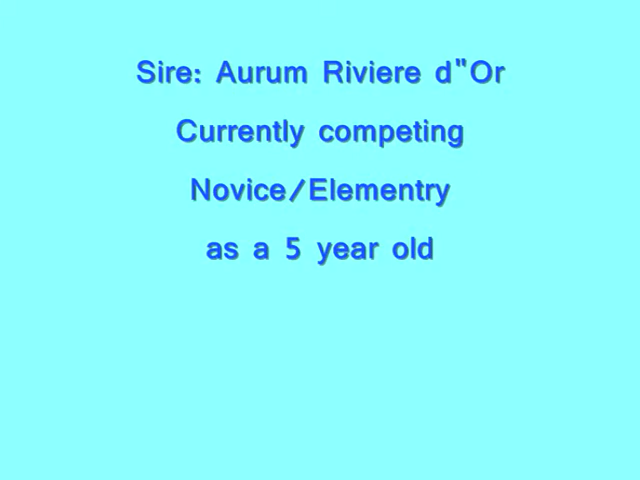 Sire: Aurum Riviere d"Or
Currently competing
Novice/Elementry
as a 5 year old